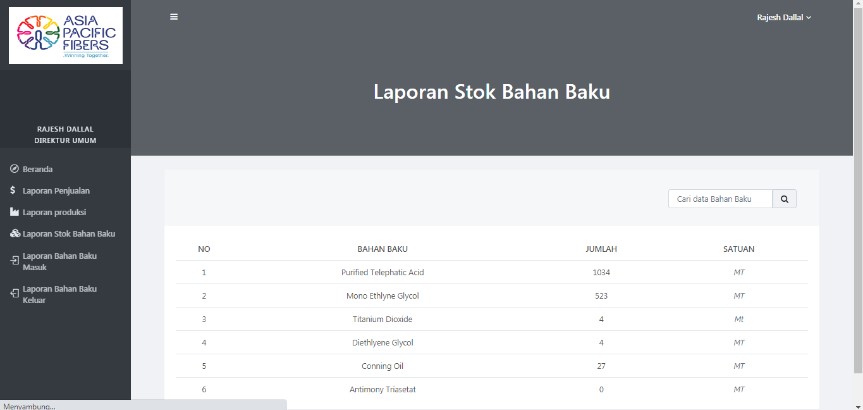 ASIA
PACIFIC
FIBERS
Winning Together
Rajesh Dallal
Laporan Stok Bahan Baku
RAJESH DALLAL
DIREKTUR UMUM
Beranda
Laporan Penjualan
Laporan produksi
Laporan Stok Bahan Baku
Laporan Bahan Baku
Masuk
Laporan Bahan Baku
Keluar
Cari data Bahan Baku
NO BAHAN BAKU JUMLAH SATUAN
1 Purified Telephatic Acid 1034 MT
2 Mono Ethlyne Glycol 523 MT
3 Titanium Dioxide 4 Mt
4 Diethlyene Glycol 4 MT
5 Conning Oil 27 MT
6 Antimony Triasetat 0 MT
Menyambung...